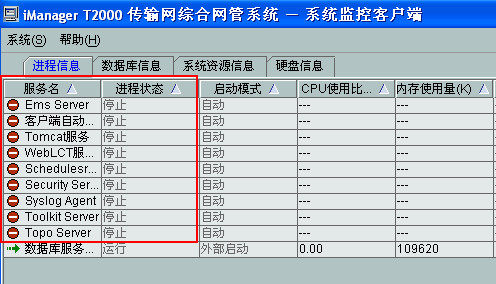 iManager T2000 传输网综合网管系统 － 系统监控客户端
系统(S) 帮助(H)
进程信息 数据库信息 系统资源信息 硬盘信息
服务名 进程状态 启动模式 CPU使用比... 内存使用量(K)
Ems Server 停止 自动 --- ---
客户端自动... 停止 自动 --- ---
Tomcat服务 停止 自动 --- ---
WebLCT服... 停止 自动 --- ---
Schedulesr... 停止 自动 --- ---
Security Ser... 停止 自动 --- ---
Syslog Agent 停止 自动 --- ---
Toolkit Server 停止 自动 --- ---
Topo Server 停止 自动 --- ---
数据库服务... 运行 外部启动 0.00 109620